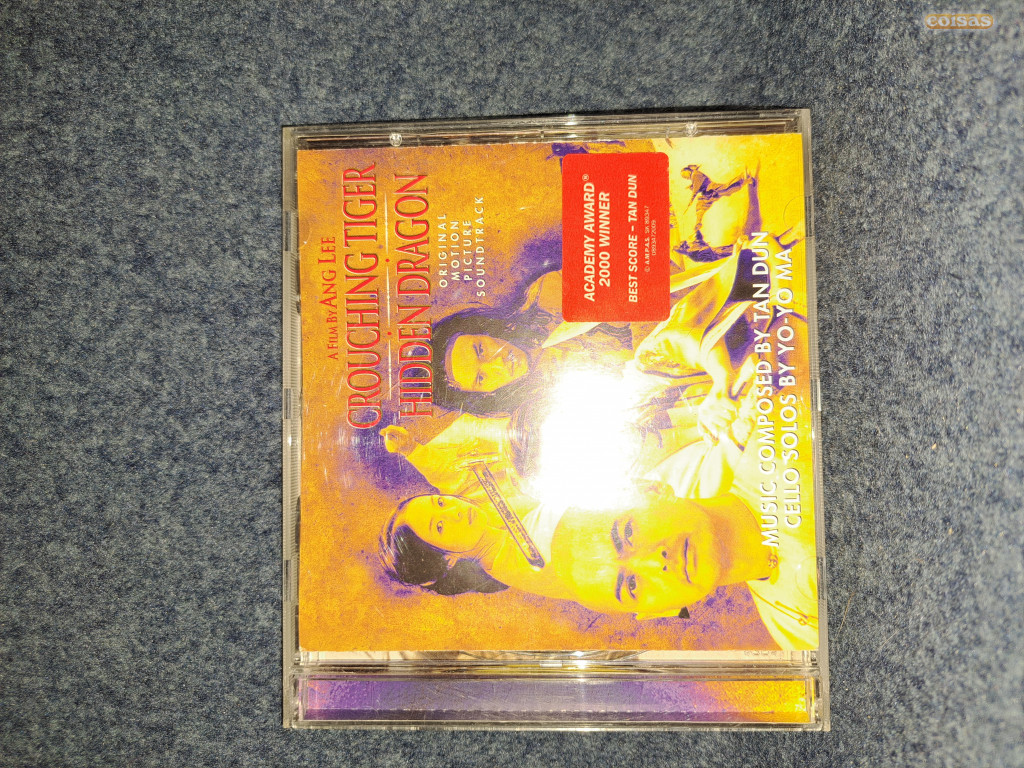 A FILM BY ANG LEE
CROUCHING TIGER
HIDDEN DRAGON
ORIGINAL
MOTION
PICTURE
SOUNDTRACK
ACADEMY AWARD®
2000 WINNER
BEST SCORE – TAN DUN
MUSIC COMPOSED BY TAN DUN
CELLO SOLOS BY YO-YO MA
coisas